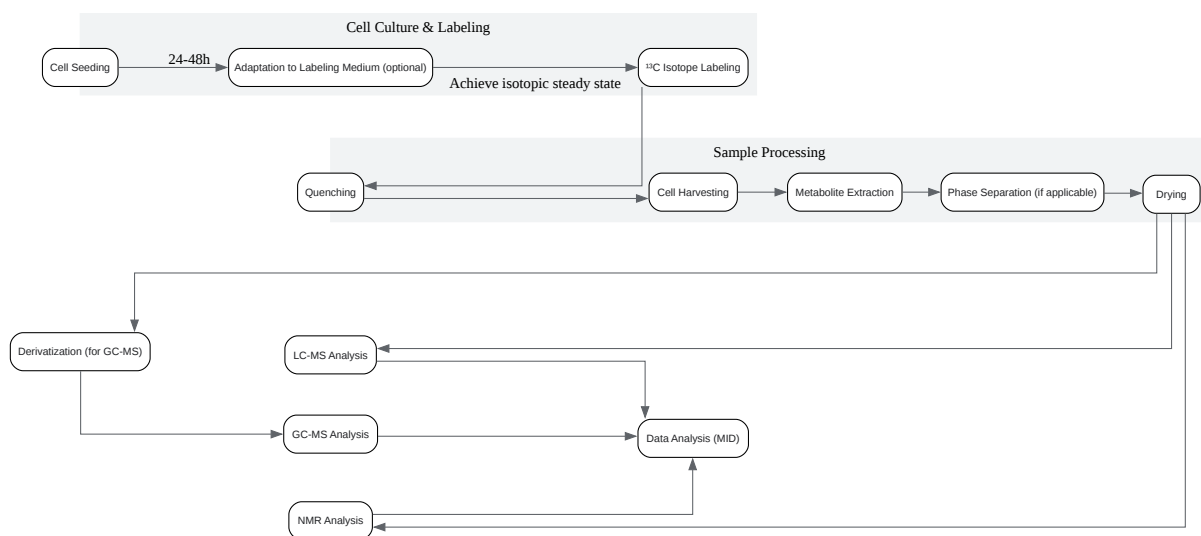 Cell Culture & Labeling
Cell Seeding
24-48h
Adaptation to Labeling Medium (optional)
Achieve isotopic steady state
¹³C Isotope Labeling
Sample Processing
Quenching
Cell Harvesting
Metabolite Extraction
Phase Separation (if applicable)
Drying
Derivatization (for GC-MS)
LC-MS Analysis
GC-MS Analysis
Data Analysis (MID)
NMR Analysis